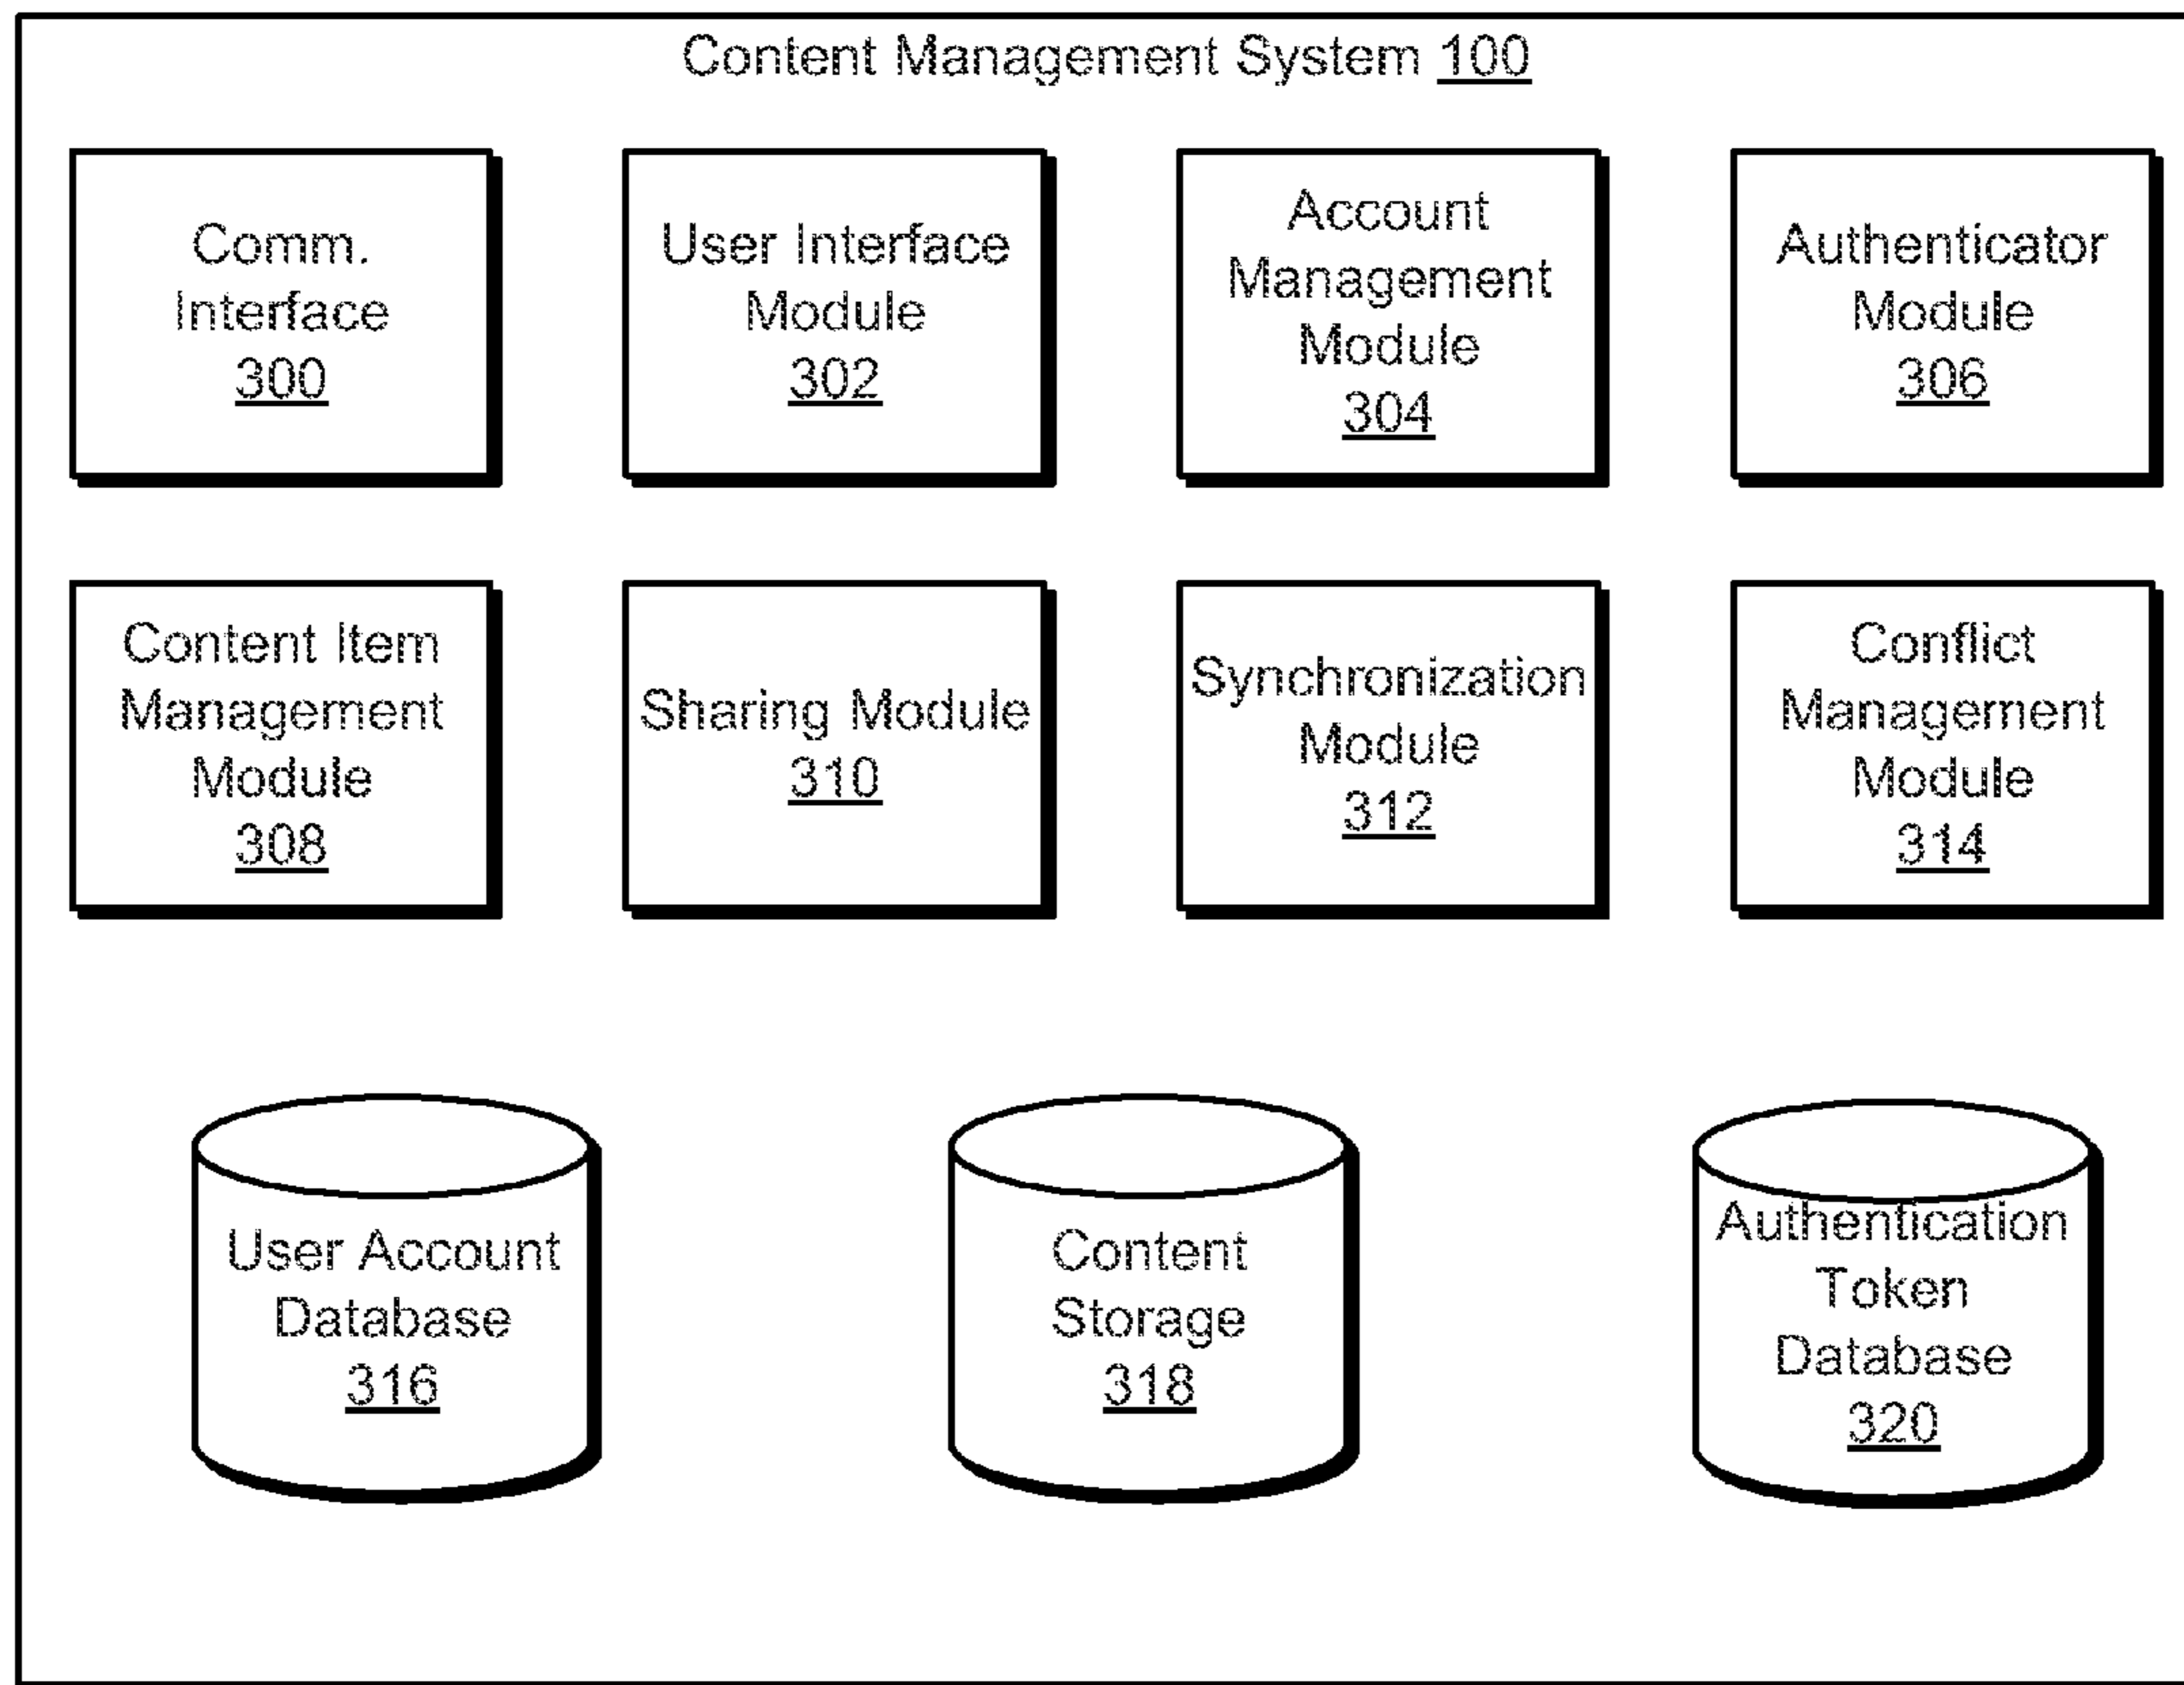 Content Management System 100
Comm.
Interface
300
User Interface
Module
302
Account
Management
Module
304
Authenticator
Module
306
Content Item
Management
Module
308
Sharing Module
310
Synchronization
Module
312
Conflict
Management
Module
314
User Account
Database
316
Content
Storage
318
Authentication
Token
Database
320